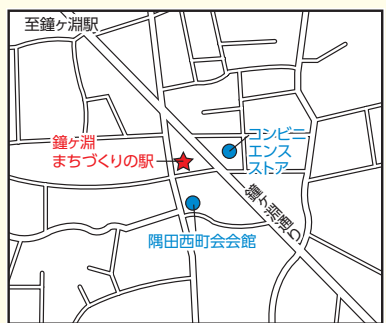 至鐘ヶ淵駅
鐘ヶ淵
まちづくりの駅
コンビニ
エンス
ストア
鐘ヶ淵通り
隅田西町会会館